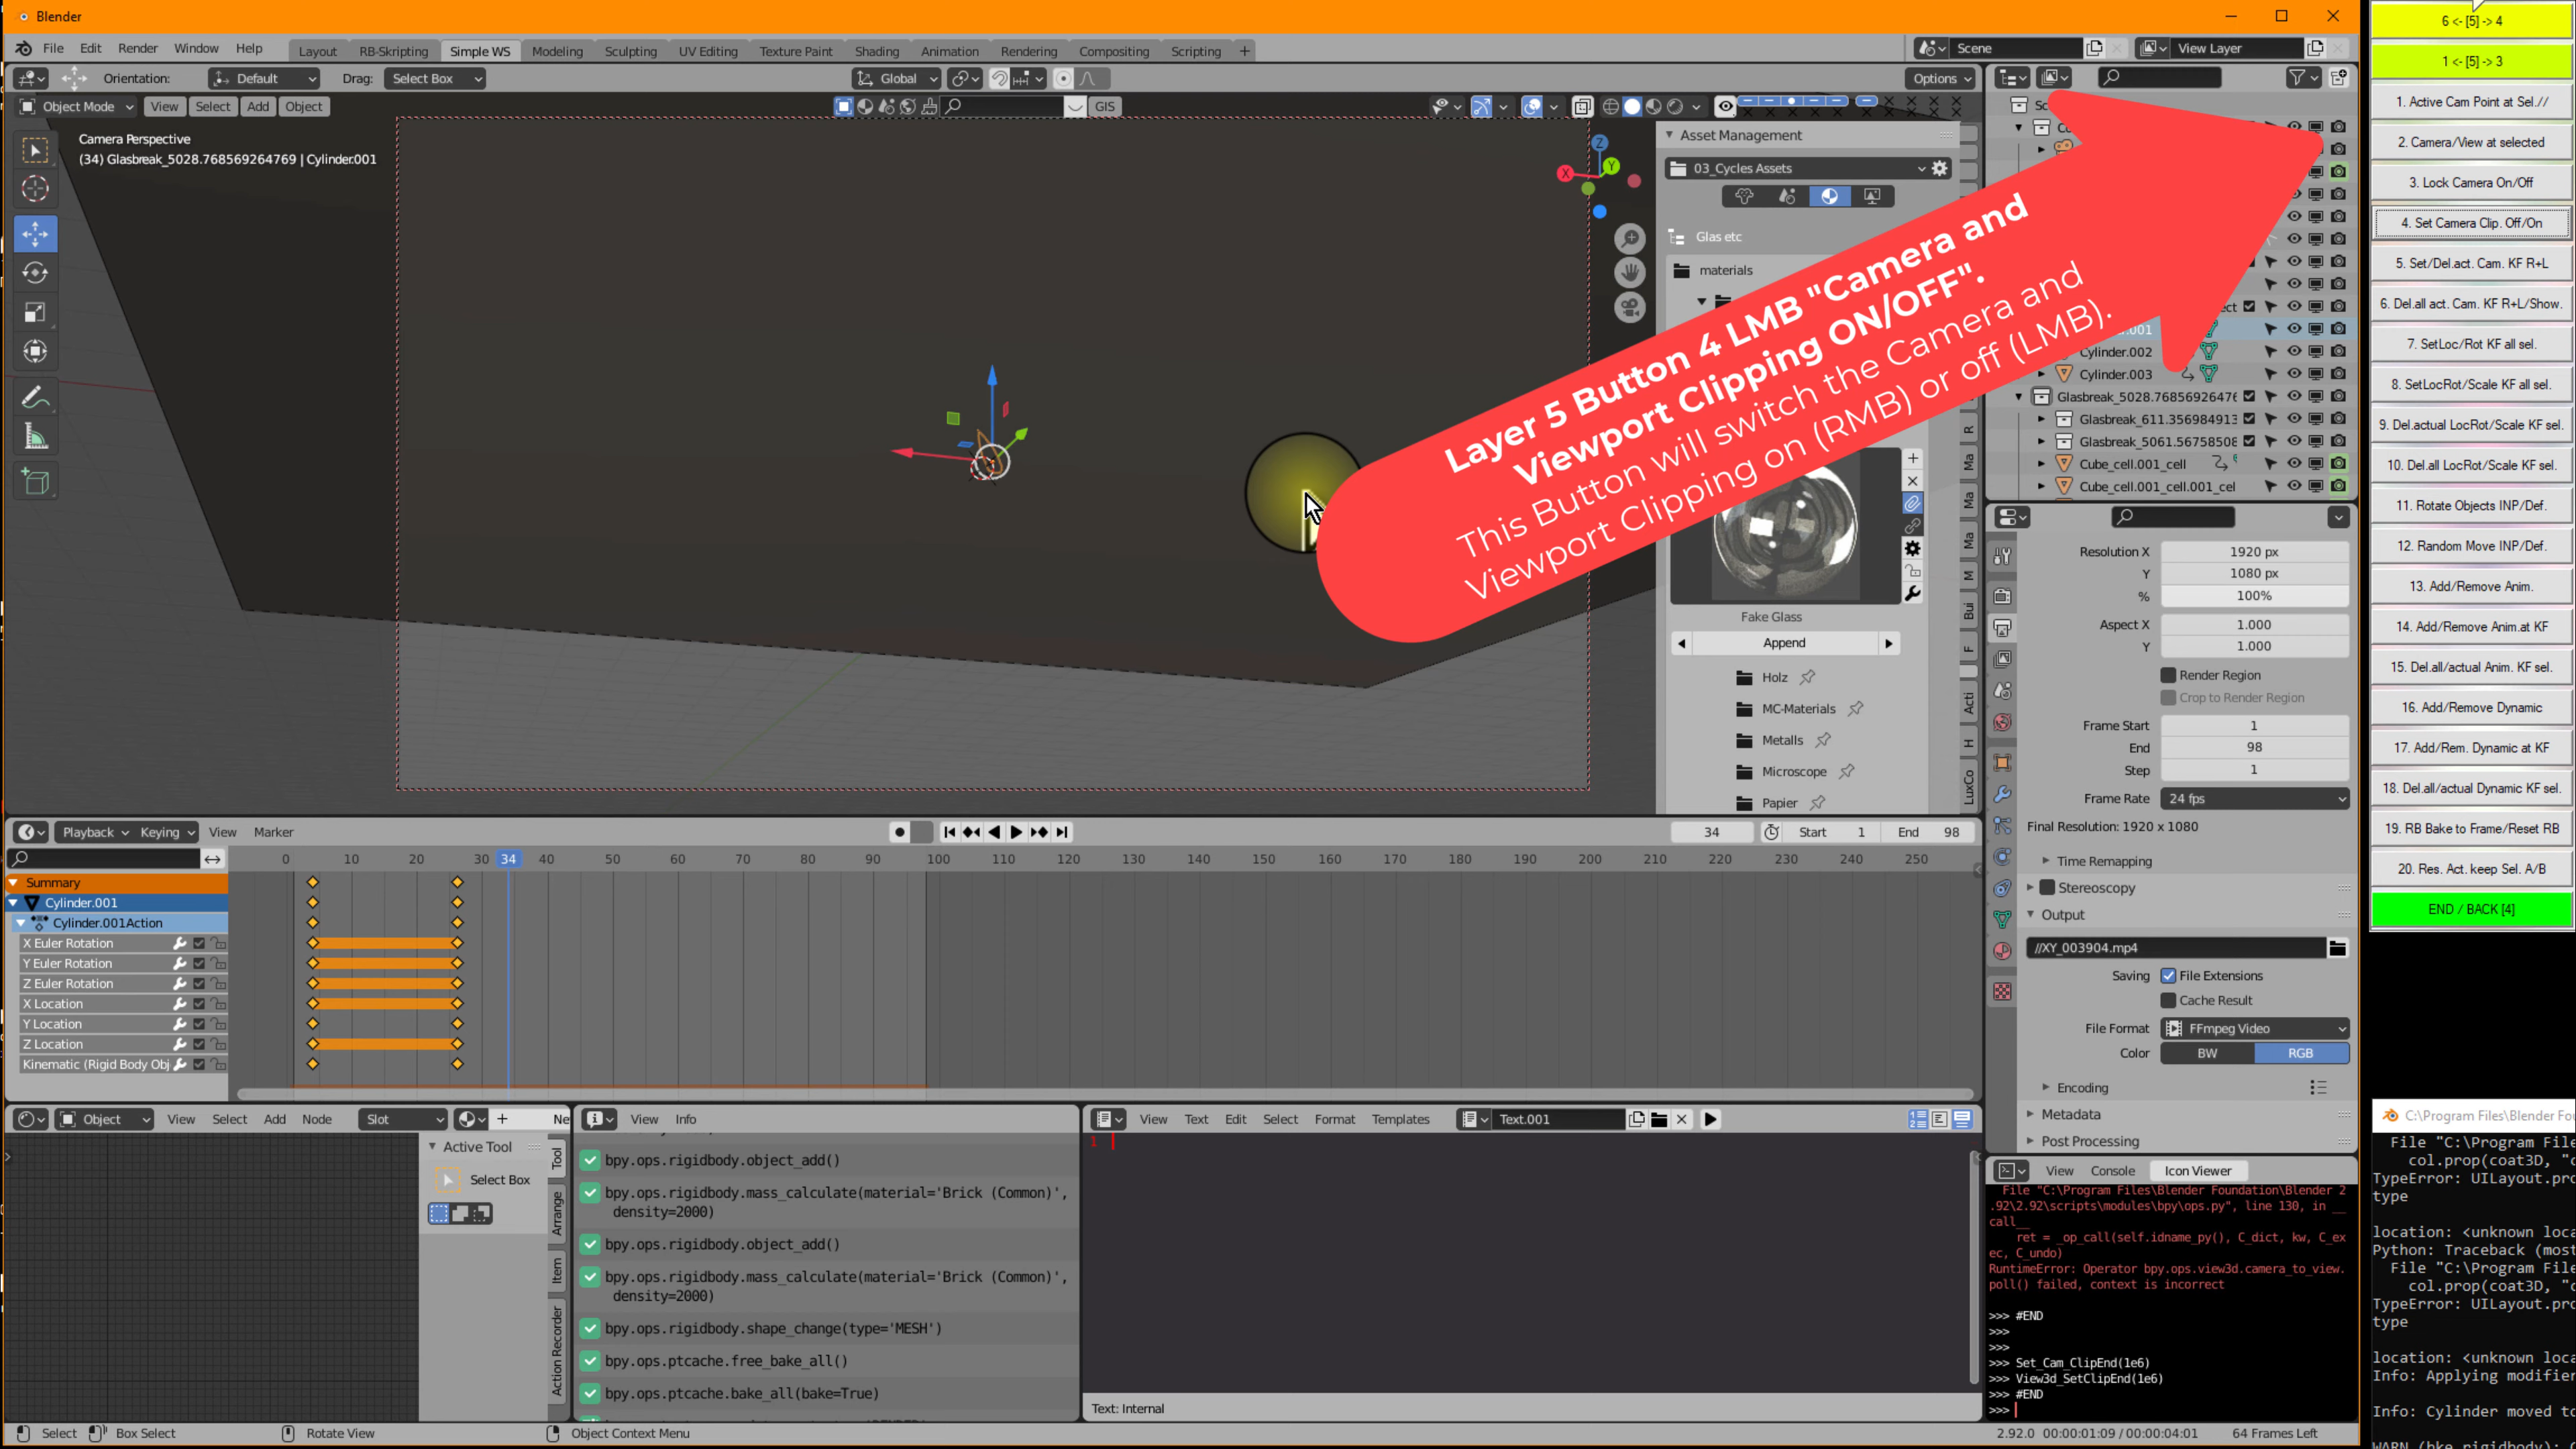 Blender
File Edit Render Window Help
Layout RB-Skripting Simple WS Modeling Sculpting UV Editing Texture Paint Shading Animation Rendering Compositing Scripting +
Scene
View Layer
Orientation: Default Drag: Select Box
Global
Options
Object Mode View Select Add Object
GIS
Camera Perspective
(34) Glasbreak_5028.768569264769 | Cylinder.001
Z
Y
X
Asset Management
03_Cycles Assets
Glas etc
materials
Fake Glass
Append
Holz
MC-Materials
Metalls
Microscope
Papier
R
Ma
Ma
Ma
M
Bui
F
Acti
H
LuxCo
Layer 5 Button 4 LMB "Camera and
Viewport Clipping ON/OFF".
This Button will switch the Camera and
Viewport Clipping on (RMB) or off (LMB).
Cylinder.002
Cylinder.003
Glasbreak_5028.76856926476
Glasbreak_611.356984913
Glasbreak_5061.56758508
Cube_cell.001_cell
Cube_cell.001_cell.001_cel
Resolution X 1920 px
Y 1080 px
% 100%
Aspect X 1.000
Y 1.000
Render Region
Crop to Render Region
Frame Start 1
End 98
Step 1
Frame Rate 24 fps
Final Resolution: 1920 x 1080
Time Remapping
Stereoscopy
Output
//XY_003904.mp4
Saving File Extensions
Cache Result
File Format FFmpeg Video
Color BW RGB
Encoding
Metadata
Post Processing
Playback Keying View Marker
34 Start 1 End 98
0 10 20 30 34 40 50 60 70 80 90 100 110 120 130 140 150 160 170 180 190 200 210 220 230 240 250
Summary
Cylinder.001
Cylinder.001Action
X Euler Rotation
Y Euler Rotation
Z Euler Rotation
X Location
Y Location
Z Location
Kinematic (Rigid Body Obj
Object View Select Add Node Slot + Ne
Active Tool
Select Box
Tool
Arrange
Item
Action Recorder
View Info
bpy.ops.rigidbody.object_add()
bpy.ops.rigidbody.mass_calculate(material='Brick (Common)',
density=2000)
bpy.ops.rigidbody.object_add()
bpy.ops.rigidbody.mass_calculate(material='Brick (Common)',
density=2000)
bpy.ops.rigidbody.shape_change(type='MESH')
bpy.ops.ptcache.free_bake_all()
bpy.ops.ptcache.bake_all(bake=True)
View Text Edit Select Format Templates Text.001
1
Text: Internal
View Console Icon Viewer
File "C:\Program Files\Blender Foundation\Blender 2
.92\2.92\scripts\modules\bpy\ops.py", line 130, in __
call__
ret = _op_call(self.idname_py(), C_dict, kw, C_ex
ec, C_undo)
RuntimeError: Operator bpy.ops.view3d.camera_to_view.
poll() failed, context is incorrect
>>> #END
>>>
>>>
>>> Set_Cam_ClipEnd(1e6)
>>> View3d_SetClipEnd(1e6)
>>> #END
>>>
Select Box Select Rotate View Object Context Menu
2.92.0 00:00:01:09 / 00:00:04:01 64 Frames Left
6 <- [5] -> 4
1 <- [5] -> 3
1. Active Cam Point at Sel.//
2. Camera/View at selected
3. Lock Camera On/Off
4. Set Camera Clip. Off/On
5. Set/Del.act. Cam. KF R+L
6. Del.all act. Cam. KF R+L/Show.
7. SetLoc/Rot KF all sel.
8. SetLocRot/Scale KF all sel.
9. Del.actual LocRot/Scale KF sel.
10. Del.all LocRot/Scale KF sel.
11. Rotate Objects INP/Def.
12. Random Move INP/Def.
13. Add/Remove Anim.
14. Add/Remove Anim.at KF
15. Del.all/actual Anim. KF sel.
16. Add/Remove Dynamic
17. Add/Rem. Dynamic at KF
18. Del.all/actual Dynamic KF sel.
19. RB Bake to Frame/Reset RB
20. Res. Act. keep Sel. A/B
END / BACK [4]
C:\Program Files\Blender Fo
File "C:\Program File
col.prop(coat3D, "c
TypeError: UILayout.pro
type
location: <unknown loca
Python: Traceback (most
File "C:\Program File
col.prop(coat3D, "c
TypeError: UILayout.pro
type
location: <unknown loca
Info: Applying modifier
Info: Cylinder moved to